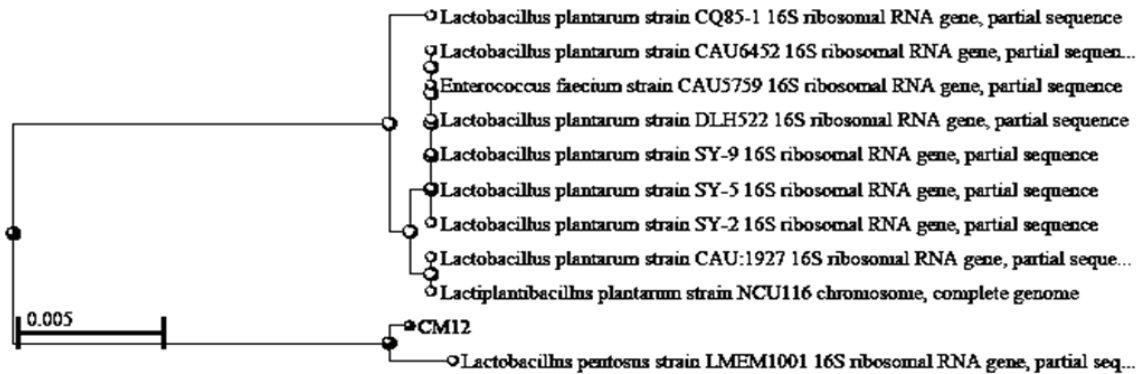 Lactobacillus plantarum strain CQ85-1 16S ribosomal RNA gene, partial sequence
Lactobacillus plantarum strain CAU6452 16S ribosomal RNA gene, partial sequen...
Enterococcus faecium strain CAU5759 16S ribosomal RNA gene, partial sequence
Lactobacillus plantarum strain DLH522 16S ribosomal RNA gene, partial sequence
Lactobacillus plantarum strain SY-9 16S ribosomal RNA gene, partial sequence
Lactobacillus plantarum strain SY-5 16S ribosomal RNA gene, partial sequence
Lactobacillus plantarum strain SY-2 16S ribosomal RNA gene, partial sequence
Lactobacillus plantarum strain CAU:1927 16S ribosomal RNA gene, partial seque...
Lactiplantibacillus plantarum strain NCU116 chromosome, complete genome
0.005
CM12
Lactobacillus pentosus strain LMEM1001 16S ribosomal RNA gene, partial seq...